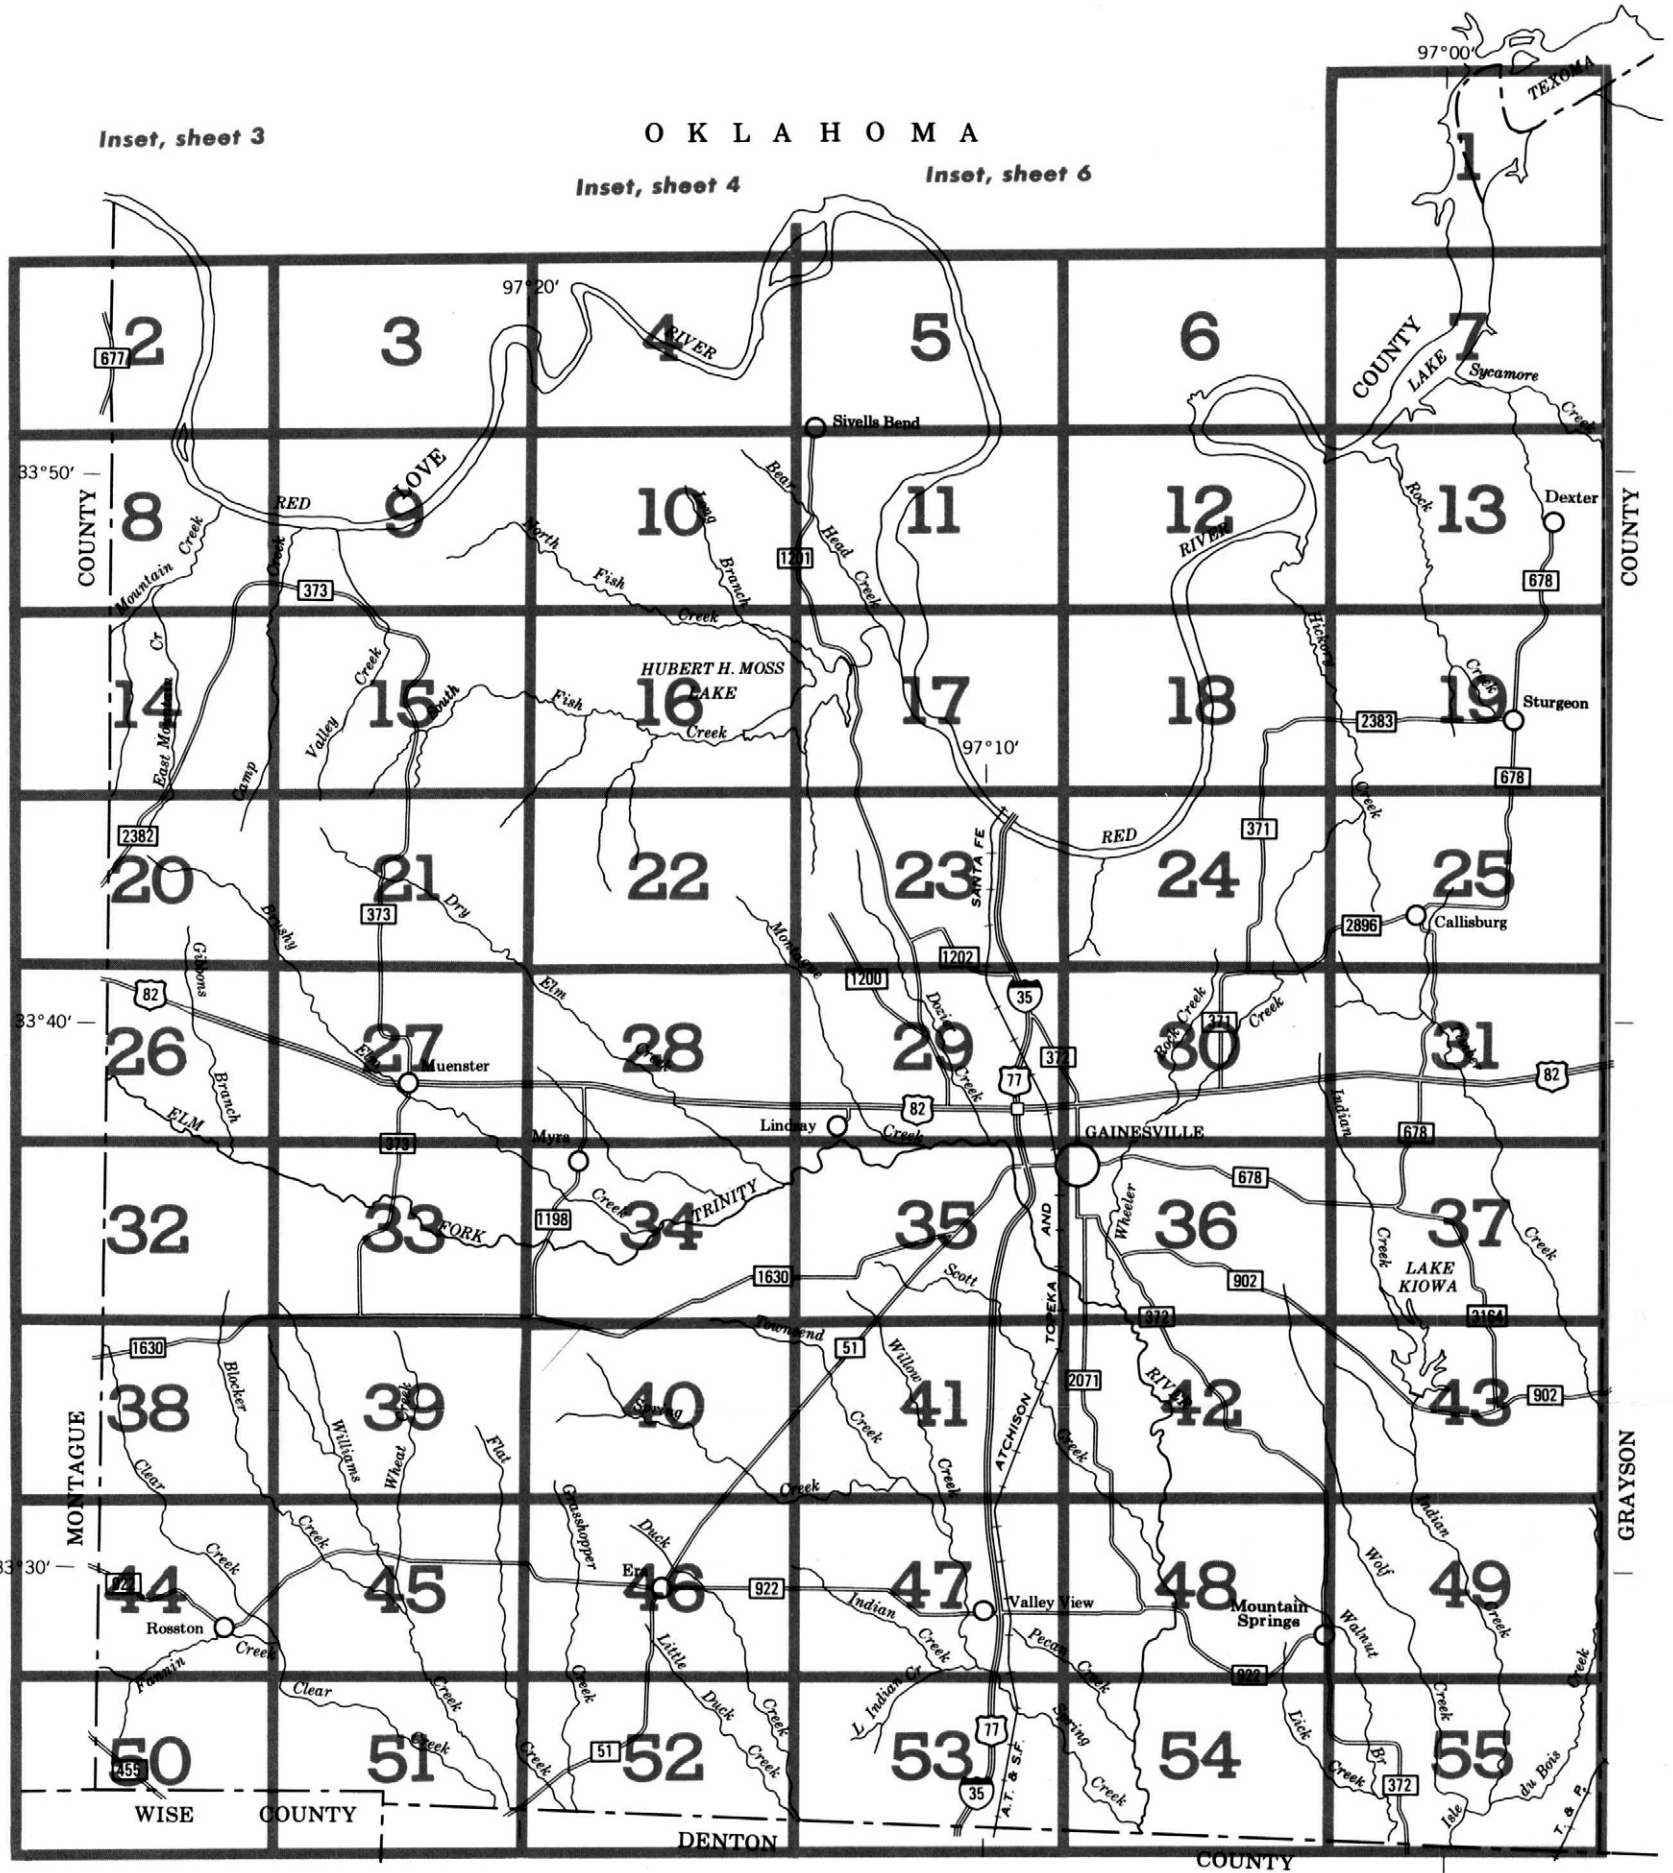 97°00'
TEXOMA
OKLAHOMA
Inset, sheet 3
Inset, sheet 4
Inset, sheet 6
1
97°20'
2
3
4
RIVER
5
6
7
677
COUNTY
LAKE
Sycamore
Creek
Sivells Bend
33°50'
COUNTY
8
RED
LOVE
9
10
11
12
13
Mountain Creek
Creek
North
Fish
Creek
Long
Branch
Bear
Head
Creek
1201
RIVER
Rock
Dexter
COUNTY
678
373
Cr
HUBERT H. MOSS
LAKE
Hickory
Creek
14
15
16
17
18
19
East Mountain
Camp
Valley
Creek
South
Fish
Creek
2383
Sturgeon
97°10'
678
Creek
2382
SANTA FE
RED
371
20
21
22
23
24
25
373
Dry
Brushy
Gibbons
Montague
1202
2896
Callisburg
82
Elm
1200
Dozier
35
Rock Creek
371
Creek
33°40'
26
27
28
29
30
31
Elm
Muenster
Creek
Creek
372
77
Timber
82
Branch
ELM
82
Indian
Lindsay
Creek
GAINESVILLE
373
Myra
678
678
32
33
34
35
36
37
FORK
1198
Creek
TRINITY
AND
Wheeler
Creek
Creek
1630
Scott
902
LAKE
KIOWA
TOPEKA
372
3164
1630
Townsend
51
Willow
2071
RIVER
38
39
40
41
42
43
902
Blocker
Creek
Spring
ATCHISON
MONTAGUE
Clear
Williams
Wheat
Flat
Creek
Creek
Creek
Creek
GRAYSON
Creek
Creek
Grasshopper
Duck
Indian
Wolf
33°30'
922
44
45
Era
46
922
47
48
49
Indian
Creek
Valley View
Mountain
Springs
Creek
Rosston
Creek
Fannin
Little
Pecan
Creek
Walnut
922
Creek
Clear
Creek
Creek
Duck
Creek
L Indian Cr
Spring
Lick
Creek
50
51
52
53
54
55
455
Creek
Creek
51
Creek
77
35
A.T. & S.F.
Creek
Creek
Br
372
Isle
du Bois
T. & P.
WISE COUNTY
DENTON
COUNTY